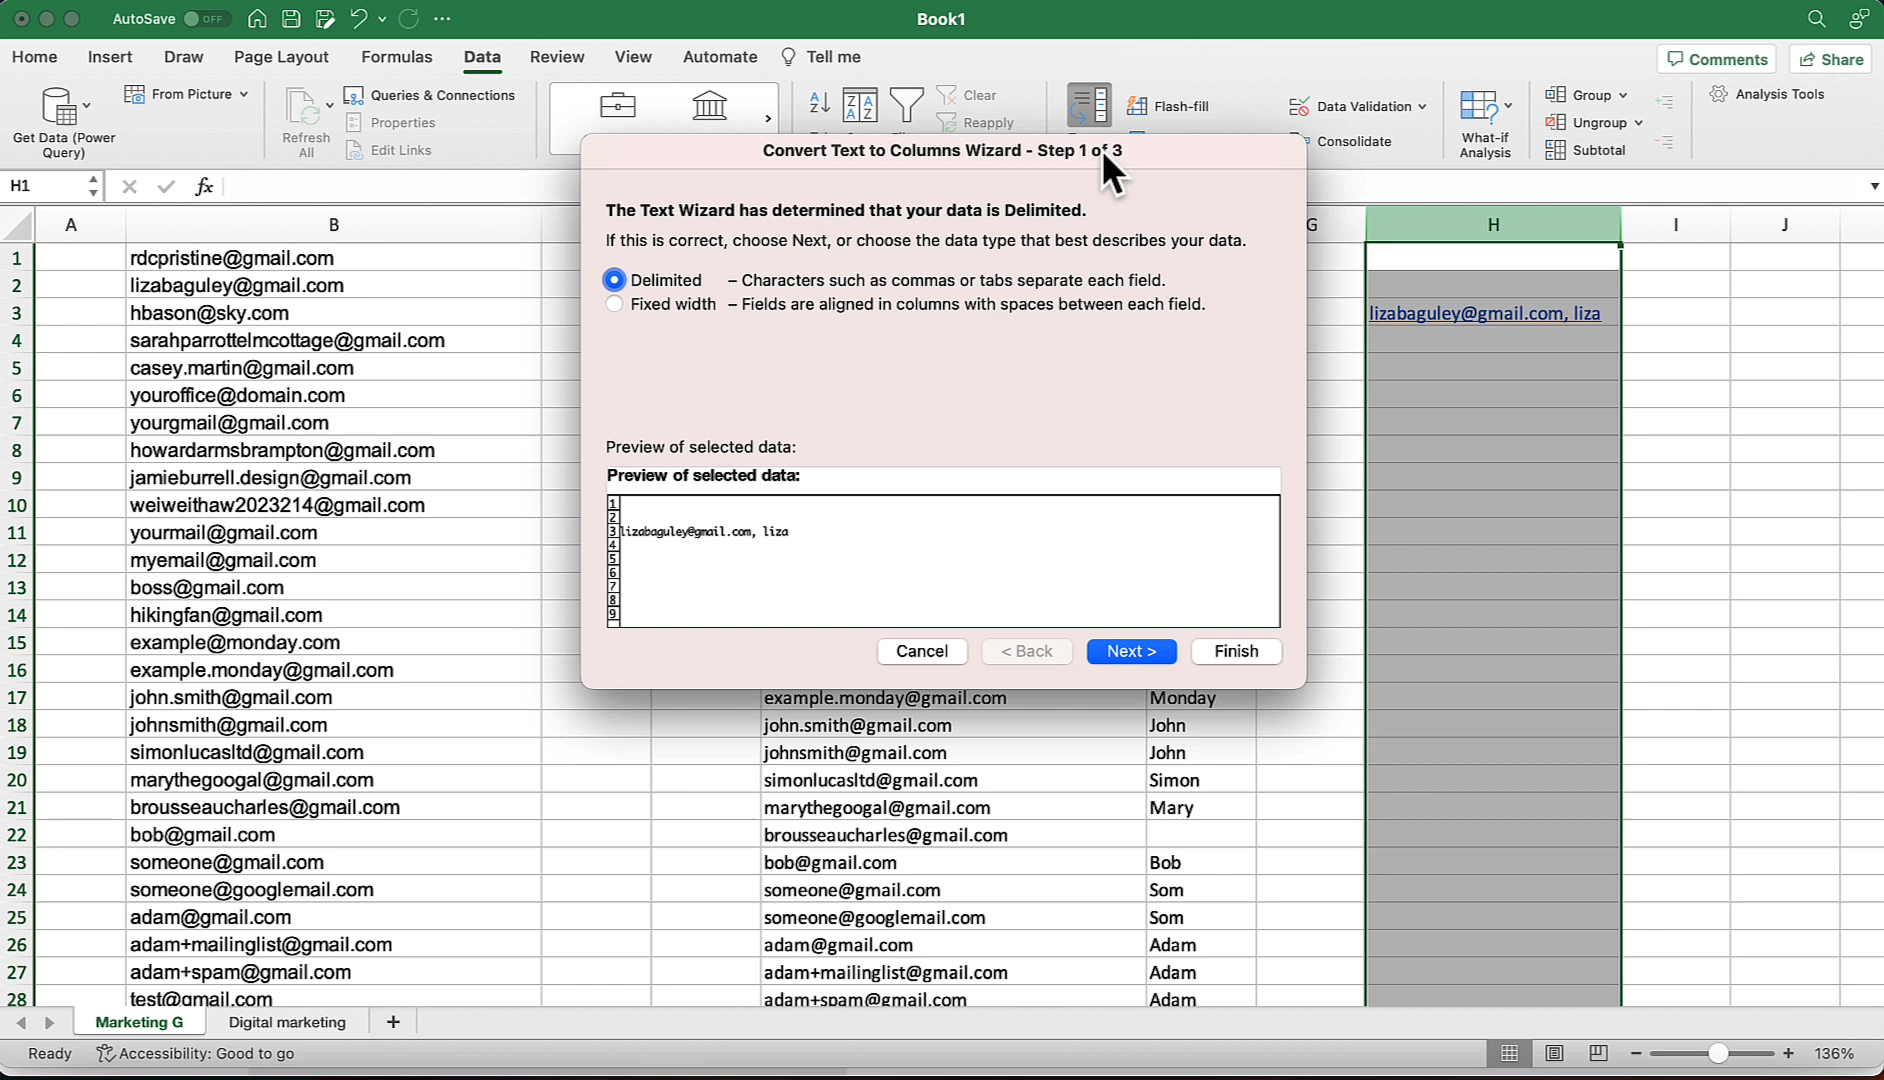 AutoSave OFF Book1
Home Insert Draw Page Layout Formulas Data Review View Automate Tell me Comments Share
Get Data (Power Query)
From Picture
Refresh All
Queries & Connections
Properties
Edit Links
Clear
Reapply
Flash-fill
Data Validation
Consolidate
What-if Analysis
Group
Ungroup
Subtotal
Analysis Tools
H1 fx
Convert Text to Columns Wizard - Step 1 of 3
The Text Wizard has determined that your data is Delimited.
If this is correct, choose Next, or choose the data type that best describes your data.
Delimited – Characters such as commas or tabs separate each field.
Fixed width – Fields are aligned in columns with spaces between each field.
Preview of selected data:
Preview of selected data:
1
2
3 lizabaguley@gmail.com, liza
4
5
6
7
8
9
Cancel < Back Next > Finish
A B G H I J
1 rdcpristine@gmail.com
2 lizabaguley@gmail.com
3 hbason@sky.com lizabaguley@gmail.com, liza
4 sarahparrottelmcottage@gmail.com
5 casey.martin@gmail.com
6 youroffice@domain.com
7 yourgmail@gmail.com
8 howardarmsbrampton@gmail.com
9 jamieburrell.design@gmail.com
10 weiweithaw2023214@gmail.com
11 yourmail@gmail.com
12 myemail@gmail.com
13 boss@gmail.com
14 hikingfan@gmail.com
15 example@monday.com
16 example.monday@gmail.com
17 john.smith@gmail.com example.monday@gmail.com Monday
18 johnsmith@gmail.com john.smith@gmail.com John
19 simonlucasltd@gmail.com johnsmith@gmail.com John
20 marythegoogal@gmail.com simonlucasltd@gmail.com Simon
21 brousseaucharles@gmail.com marythegoogal@gmail.com Mary
22 bob@gmail.com brousseaucharles@gmail.com
23 someone@gmail.com bob@gmail.com Bob
24 someone@googlemail.com someone@gmail.com Som
25 adam@gmail.com someone@googlemail.com Som
26 adam+mailinglist@gmail.com adam@gmail.com Adam
27 adam+spam@gmail.com adam+mailinglist@gmail.com Adam
28 test@gmail.com adam+spam@gmail.com Adam
Marketing G Digital marketing +
Ready Accessibility: Good to go 136%